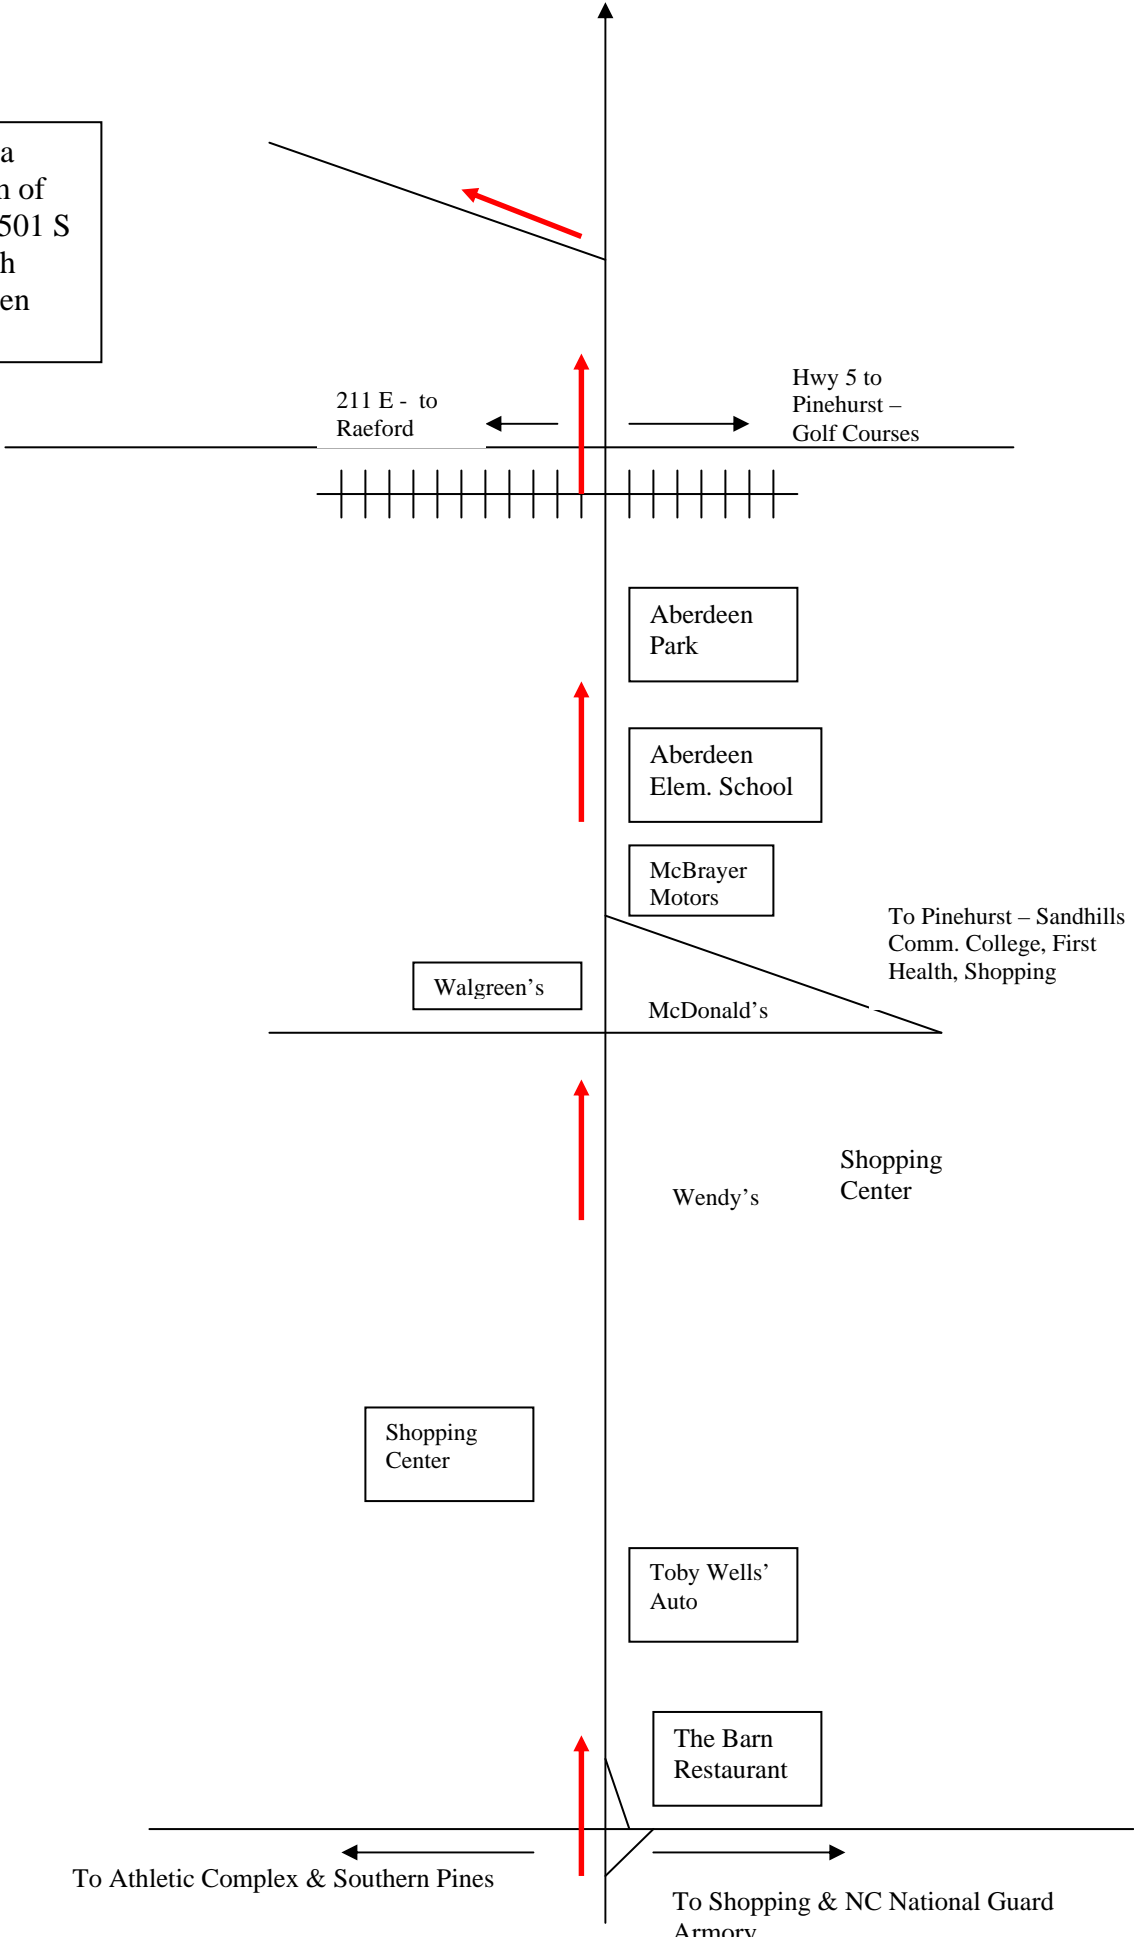 a
of
501 S
211 E - to
Raeford
Hwy 5 to
Pinehurst –
Golf Courses
Aberdeen
Park
Aberdeen
Elem. School
McBrayer
Motors
To Pinehurst – Sandhills
Comm. College, First
Health, Shopping
Walgreen’s
McDonald’s
Shopping
Center
Wendy’s
Shopping
Center
Toby Wells’
Auto
The Barn
Restaurant
To Athletic Complex & Southern Pines
To Shopping & NC National Guard
Armory